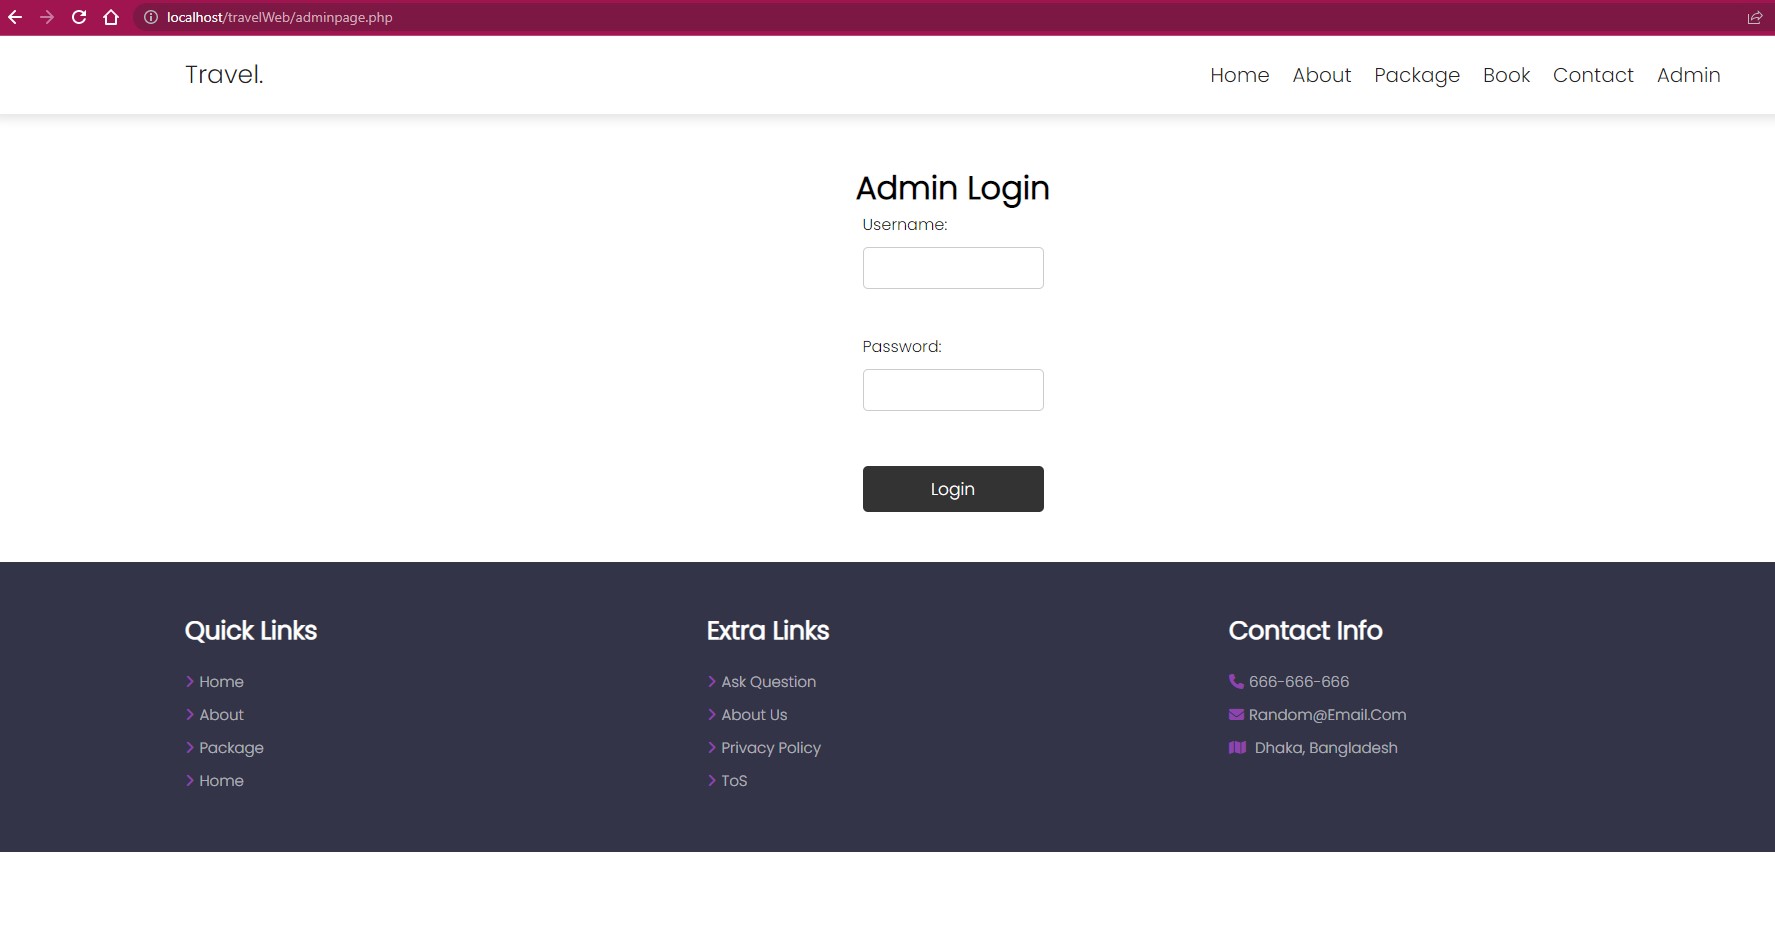 localhost/travelWeb/adminpage.php
Travel.
Home About Package Book Contact Admin
Admin Login
Username:
Password:
Login
Quick Links
Home
About
Package
Home
Extra Links
Ask Question
About Us
Privacy Policy
ToS
Contact Info
666-666-666
Random@Email.Com
Dhaka, Bangladesh